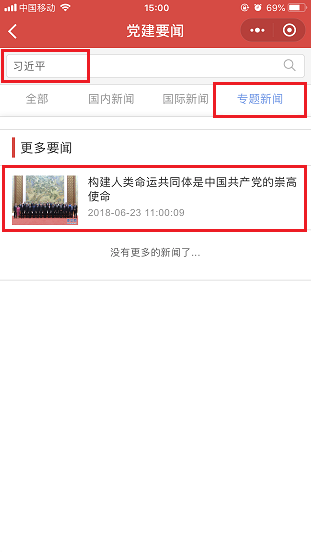 中国移动 15:00 69%
党建要闻
习近平
全部 国内新闻 国际新闻 专题新闻
更多要闻
构建人类命运共同体是中国共产党的崇高
使命
2018-06-23 11:00:09
没有更多的新闻了...